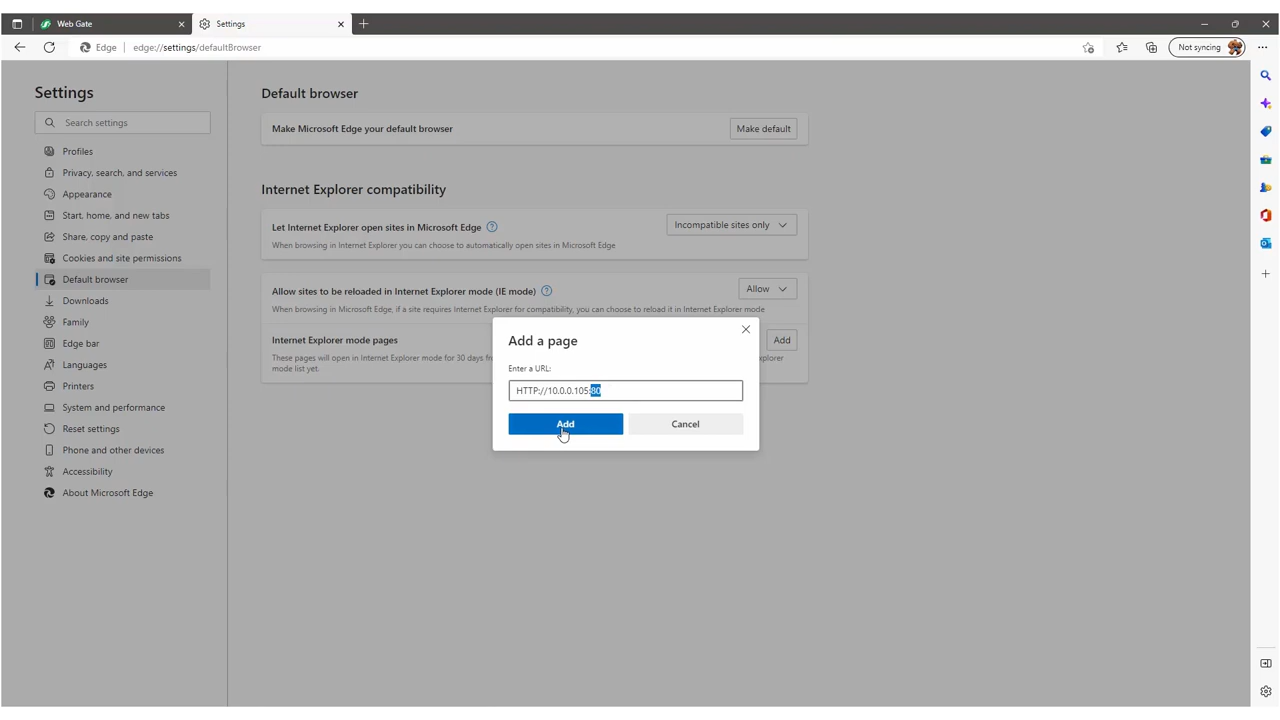 Web Gate
Settings
Edge
edge://settings/defaultBrowser
Not syncing
Settings
Search settings
Profiles
Privacy, search, and services
Appearance
Start, home, and new tabs
Share, copy and paste
Cookies and site permissions
Default browser
Downloads
Family
Edge bar
Languages
Printers
System and performance
Reset settings
Phone and other devices
Accessibility
About Microsoft Edge
Default browser
Make Microsoft Edge your default browser
Make default
Internet Explorer compatibility
Let Internet Explorer open sites in Microsoft Edge
Incompatible sites only
When browsing in Internet Explorer you can choose to automatically open sites in Microsoft Edge
Allow sites to be reloaded in Internet Explorer mode (IE mode)
Allow
When browsing in Microsoft Edge, if a site requires Internet Explorer for compatibility, you can choose to reload it in Internet Explorer mode
Internet Explorer mode pages
Add
These pages will open in Internet Explorer mode for 30 days
explorer
mode list yet.
Add a page
Enter a URL:
HTTP://10.0.0.105:80
Add
Cancel